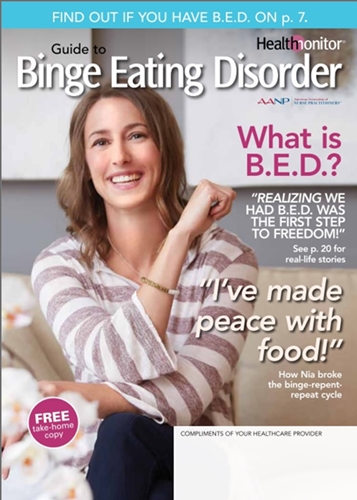 FIND OUT IF YOU HAVE B.E.D. ON p. 7.
Guide to
Healthmonitor
Binge Eating Disorder
AANP American Association of
NURSE PRACTITIONERS
What is
B.E.D.?
“REALIZING WE
HAD B.E.D. WAS
THE FIRST STEP
TO FREEDOM!”
See p. 20 for
real-life stories
“I’ve made
peace with
food!”
How Nia broke
the binge-repent-
repeat cycle
FREE
take-home
copy
COMPLIMENTS OF YOUR HEALTHCARE PROVIDER